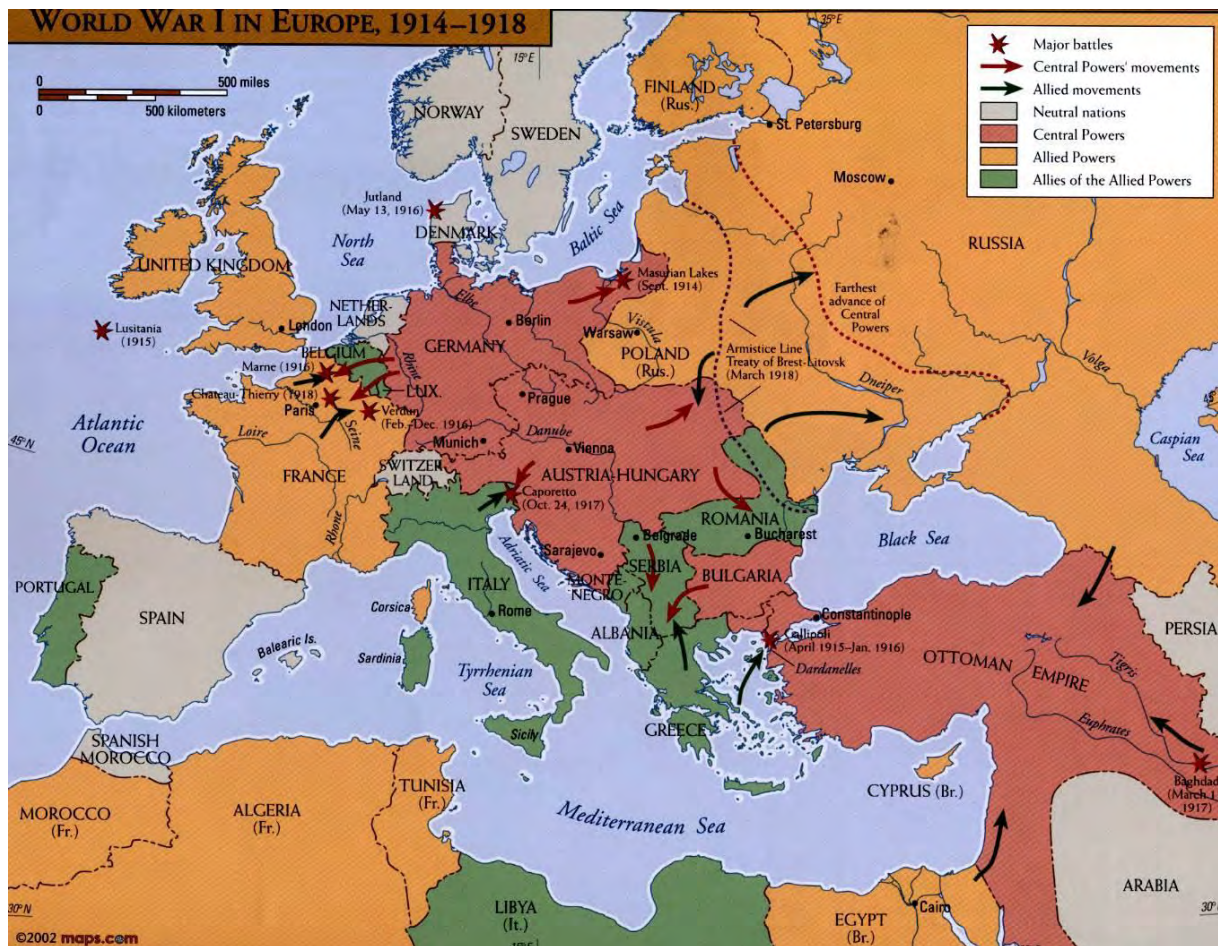 WORLD WAR I IN EUROPE, 1914–1918
0 500 miles
0 500 kilometers
15°E
35°E
Major battles
Central Powers' movements
Allied movements
Neutral nations
Central Powers
Allied Powers
Allies of the Allied Powers
FINLAND
(Rus.)
NORWAY
SWEDEN
St. Petersburg
Moscow
RUSSIA
Jutland
(May 13, 1916)
DENMARK
Baltic Sea
North
Sea
UNITED KINGDOM
London
Lusitania
(1915)
NETHER-
LANDS
Elbe
Berlin
Masurian Lakes
(Sept. 1914)
Farthest
advance of
Central
Powers
Warsaw
Vistula
POLAND
(Rus.)
Armistice Line
Treaty of Brest-Litovsk
(March 1918)
Dneiper
Volga
BELGIUM
GERMANY
Rhine
LUX.
Marne (1916)
Chateau-Thierry (1918)
Paris
Verdun
(Feb.–Dec. 1916)
Seine
Loire
Prague
Munich
Danube
Vienna
Atlantic
Ocean
45°N
45°
Caspian
Sea
FRANCE
SWITZER-
LAND
AUSTRIA-HUNGARY
Caporetto
(Oct. 24, 1917)
Rhone
ROMANIA
Bucharest
Belgrade
Sarajevo
SERBIA
Black Sea
Adriatic Sea
MONTE-
NEGRO
BULGARIA
PORTUGAL
SPAIN
Corsica
ITALY
Rome
ALBANIA
Constantinople
Gallipoli
(April 1915–Jan. 1916)
Dardanelles
PERSIA
Balearic Is.
Sardinia
Tyrrhenian
Sea
OTTOMAN
EMPIRE
Tigris
Euphrates
Sicily
GREECE
SPANISH
MOROCCO
MOROCCO
(Fr.)
ALGERIA
(Fr.)
TUNISIA
(Fr.)
CYPRUS (Br.)
Baghdad
(March 1
1917)
Mediterranean Sea
ARABIA
30°N
30°
LIBYA
(It.)
EGYPT
(Br.)
Cairo
15°E
©2002 maps.com